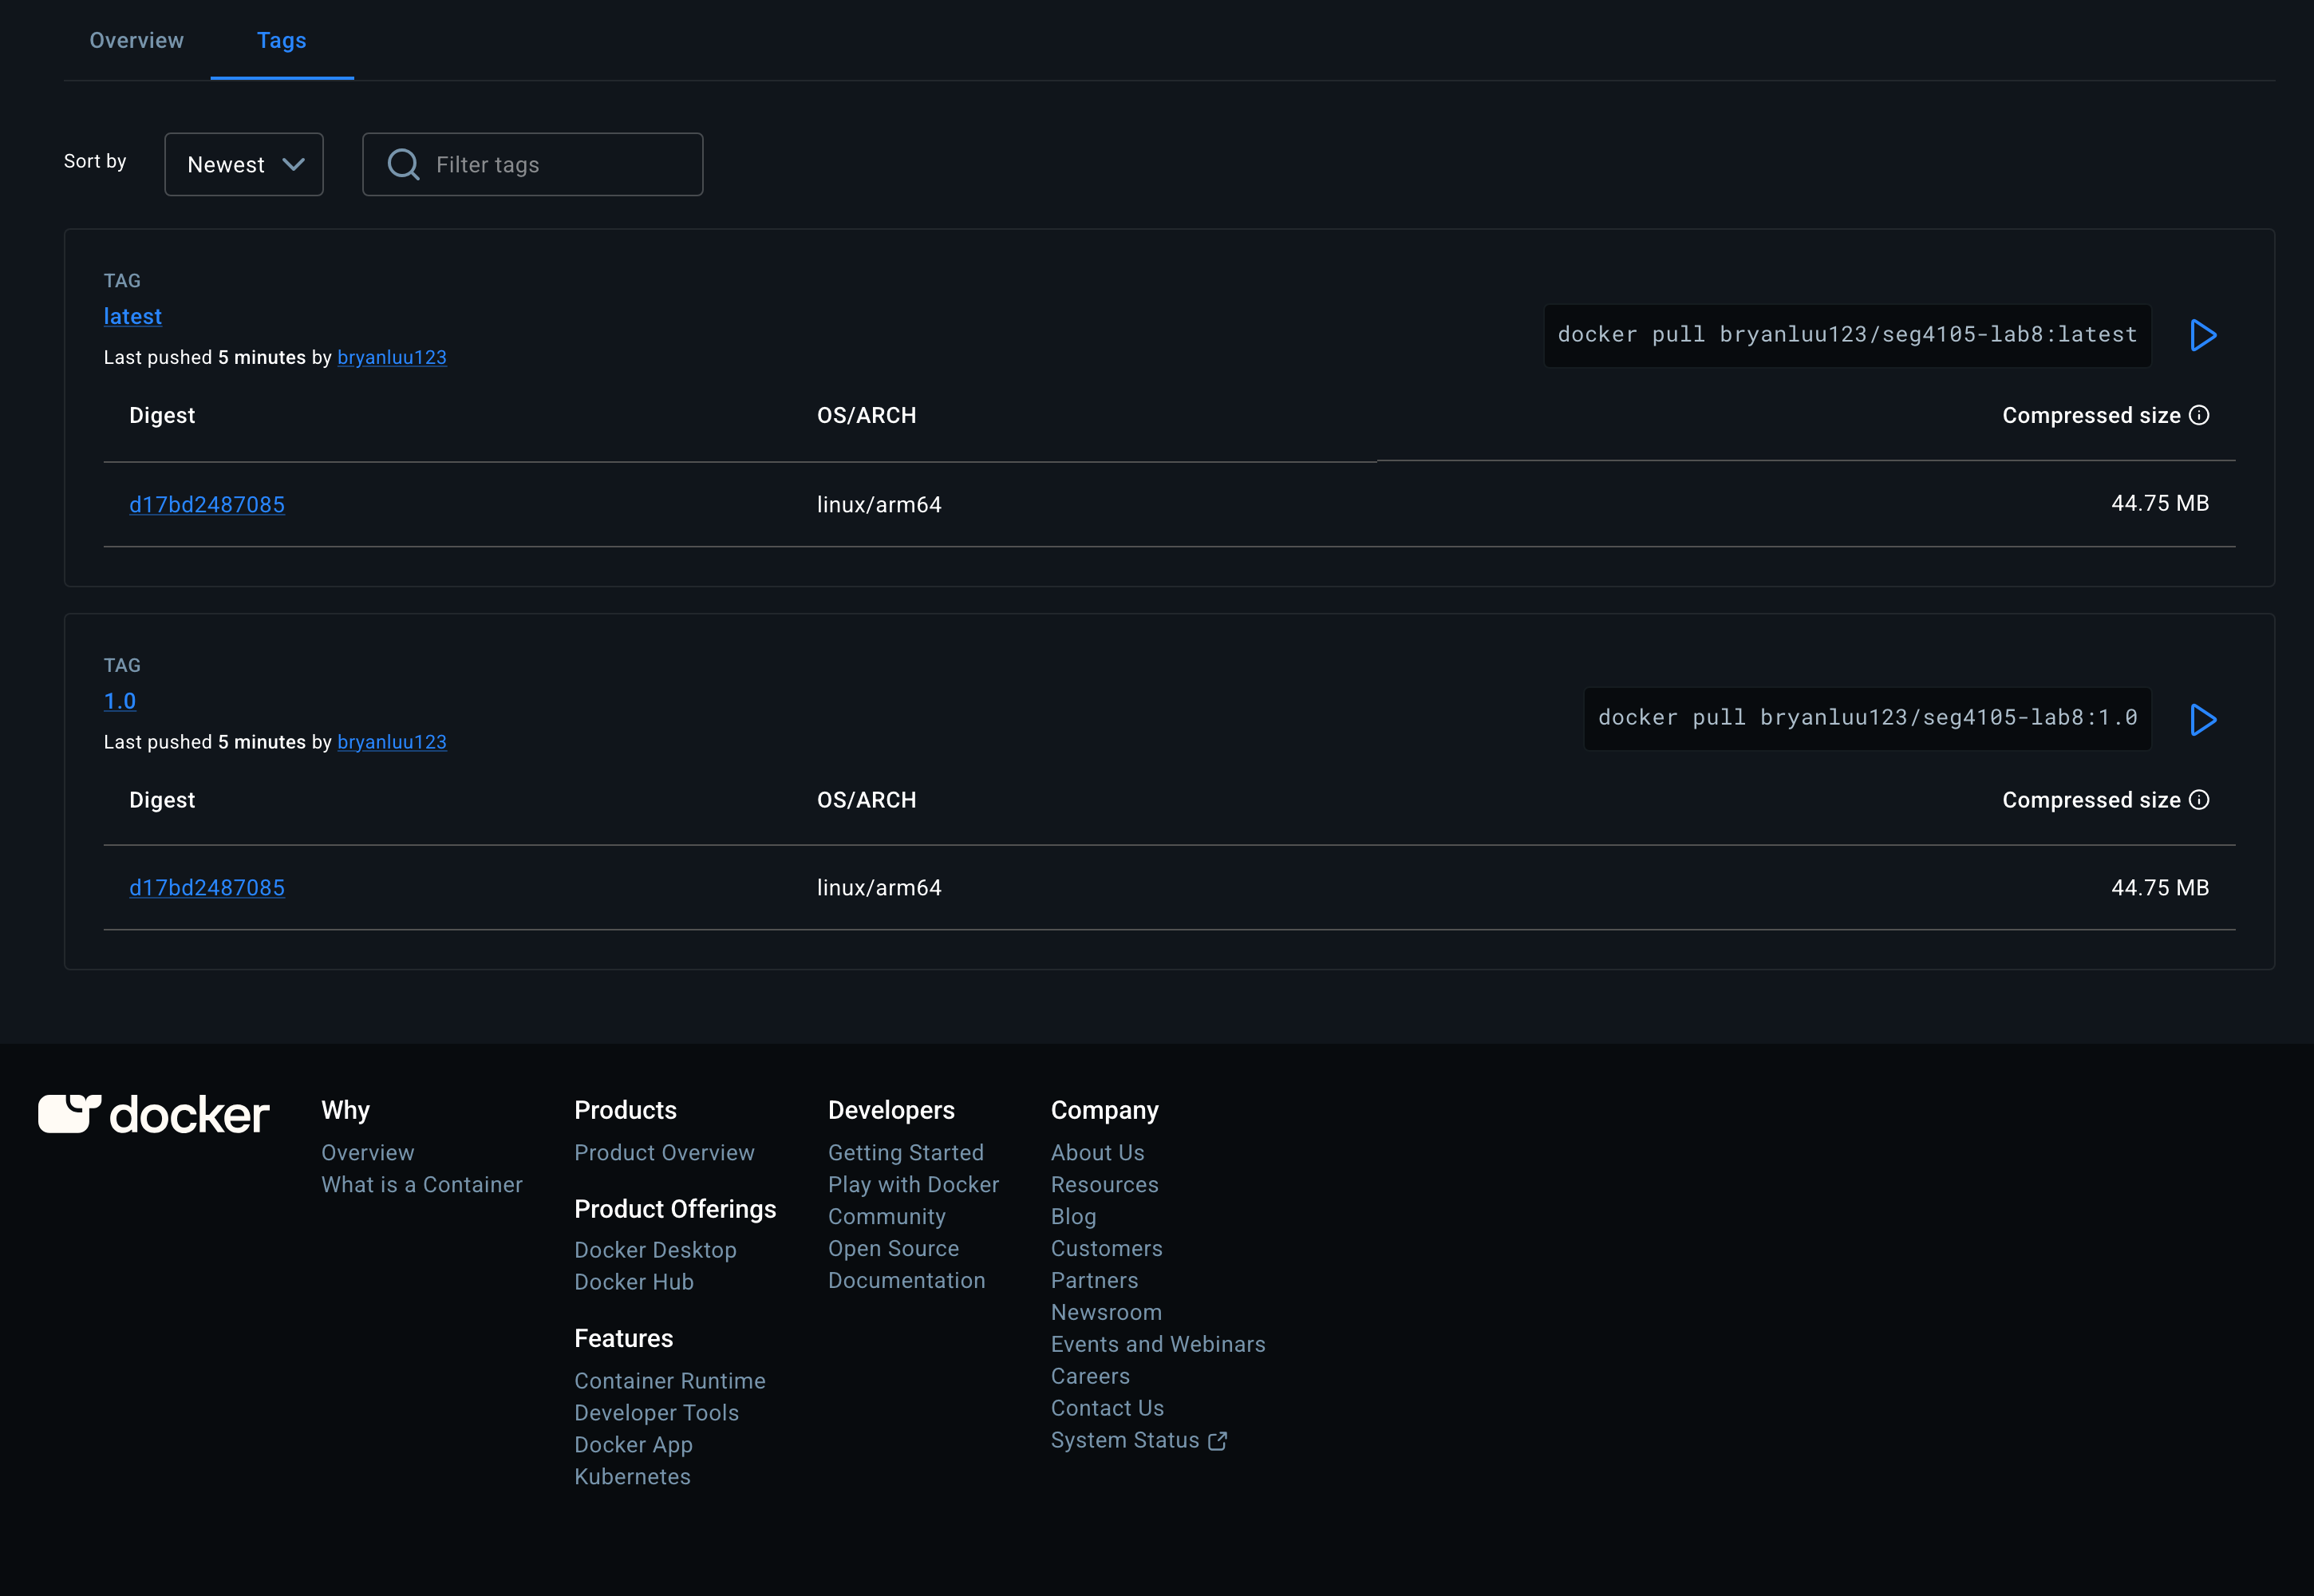 Overview Tags
Sort by Newest Filter tags
TAG
latest
Last pushed 5 minutes by bryanluu123
docker pull bryanluu123/seg4105-lab8:latest
Digest OS/ARCH Compressed size
d17bd2487085 linux/arm64 44.75 MB
TAG
1.0
Last pushed 5 minutes by bryanluu123
docker pull bryanluu123/seg4105-lab8:1.0
Digest OS/ARCH Compressed size
d17bd2487085 linux/arm64 44.75 MB
docker
Why
Overview
What is a Container
Products
Product Overview
Product Offerings
Docker Desktop
Docker Hub
Features
Container Runtime
Developer Tools
Docker App
Kubernetes
Developers
Getting Started
Play with Docker
Community
Open Source
Documentation
Company
About Us
Resources
Blog
Customers
Partners
Newsroom
Events and Webinars
Careers
Contact Us
System Status